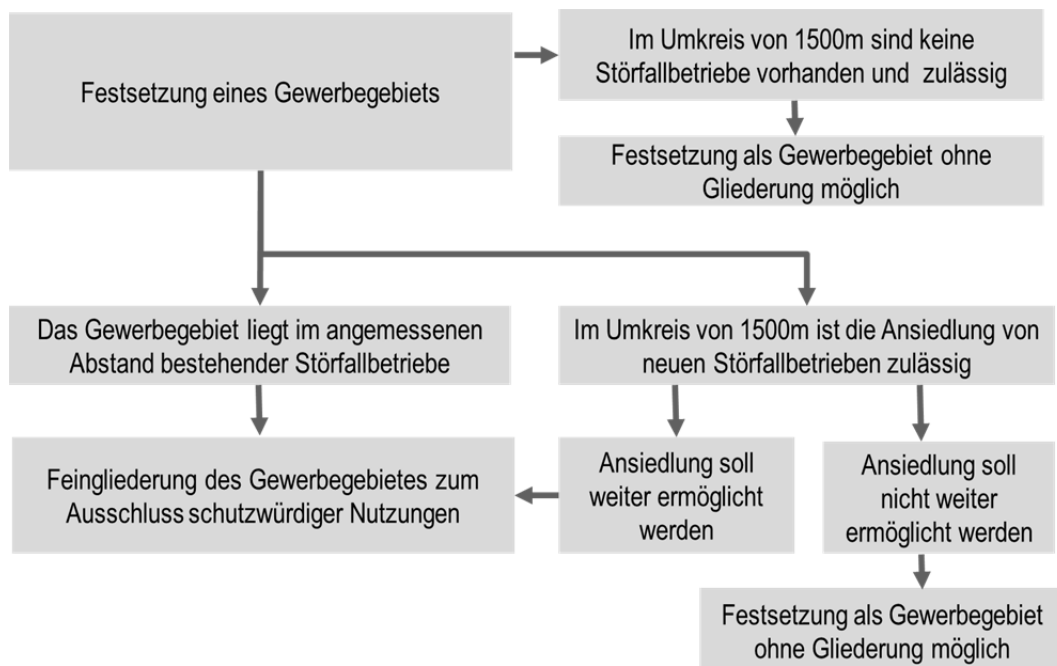 Festsetzung eines Gewerbegebiets
Im Umkreis von 1500m sind keine
Störfallbetriebe vorhanden und zulässig
Festsetzung als Gewerbegebiet ohne
Gliederung möglich
Das Gewerbegebiet liegt im angemessenen
Abstand bestehender Störfallbetriebe
Im Umkreis von 1500m ist die Ansiedlung von
neuen Störfallbetrieben zulässig
Feingliederung des Gewerbegebietes zum
Ausschluss schutzwürdiger Nutzungen
Ansiedlung soll
weiter ermöglicht
werden
Ansiedlung soll
nicht weiter
ermöglicht werden
Festsetzung als Gewerbegebiet
ohne Gliederung möglich